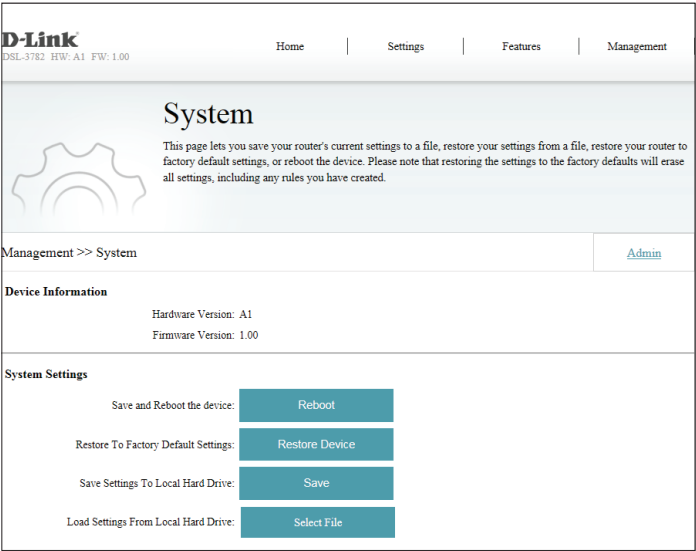 D-Link
DSL-3782 HW: A1 FW: 1.00
Home
Settings
Features
Management
System
This page lets you save your router's current settings to a file, restore your settings from a file, restore your router to
factory default settings, or reboot the device. Please note that restoring the settings to the factory defaults will erase
all settings, including any rules you have created.
Management >> System
Admin
Device Information
Hardware Version: A1
Firmware Version: 1.00
System Settings
Save and Reboot the device: Reboot
Restore To Factory Default Settings: Restore Device
Save Settings To Local Hard Drive: Save
Load Settings From Local Hard Drive: Select File